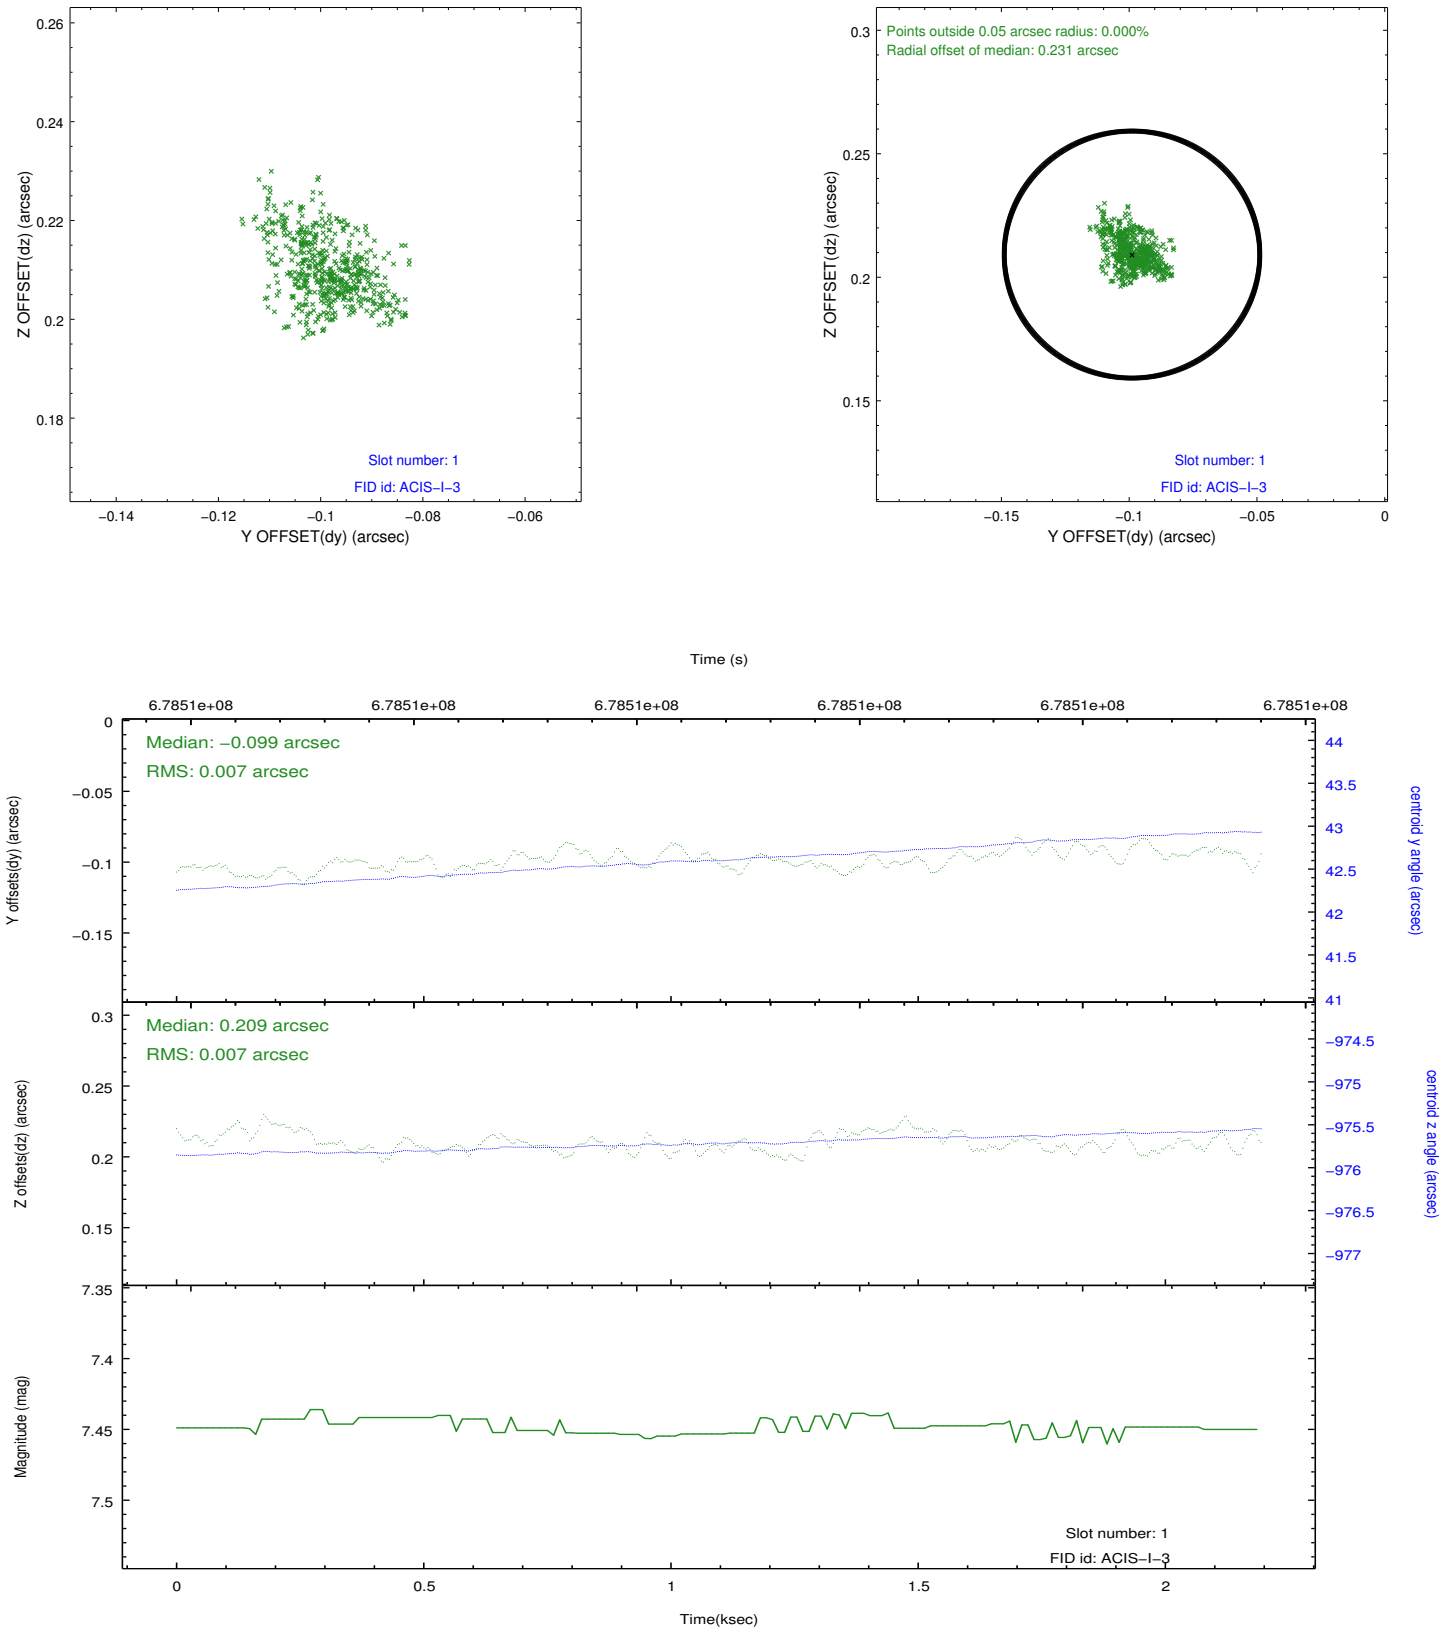 0.26
0.24
0.22
0.2
0.18
Z OFFSET(dz) (arcsec)
Slot number: 1
FID id: ACIS−I−3
−0.14 −0.12 −0.1 −0.08 −0.06
Y OFFSET(dy) (arcsec)
Points outside 0.05 arcsec radius: 0.000%
Radial offset of median: 0.231 arcsec
0.3
0.25
0.2
0.15
Z OFFSET(dz) (arcsec)
Slot number: 1
FID id: ACIS−I−3
−0.15 −0.1 −0.05 0
Y OFFSET(dy) (arcsec)
Time (s)
6.7851e+08 6.7851e+08 6.7851e+08 6.7851e+08 6.7851e+08 6.7851e+08
Median: −0.099 arcsec
RMS: 0.007 arcsec
0
−0.05
−0.1
−0.15
Y offsets(dy) (arcsec)
44
43.5
43
42.5
42
41.5
41
centroid y angle (arcsec)
Median: 0.209 arcsec
RMS: 0.007 arcsec
0.3
0.25
0.2
0.15
Z offsets(dz) (arcsec)
−974.5
−975
−975.5
−976
−976.5
−977
centroid z angle (arcsec)
7.35
7.4
7.45
7.5
Magnitude (mag)
Slot number: 1
FID id: ACIS−I−3
0 0.5 1 1.5 2
Time(ksec)